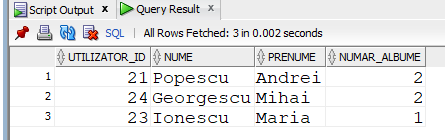 Script Output x Query Result x
SQL | All Rows Fetched: 3 in 0.002 seconds
UTILIZATOR_ID NUME PRENUME NUMAR_ALBUME
1 21 Popescu Andrei 2
2 24 Georgescu Mihai 2
3 23 Ionescu Maria 1